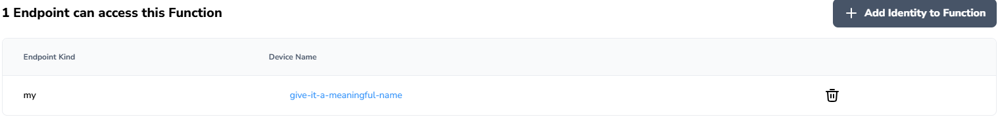 1 Endpoint can access this Function
Add Identity to Function
Endpoint Kind Device Name
my give-it-a-meaningful-name